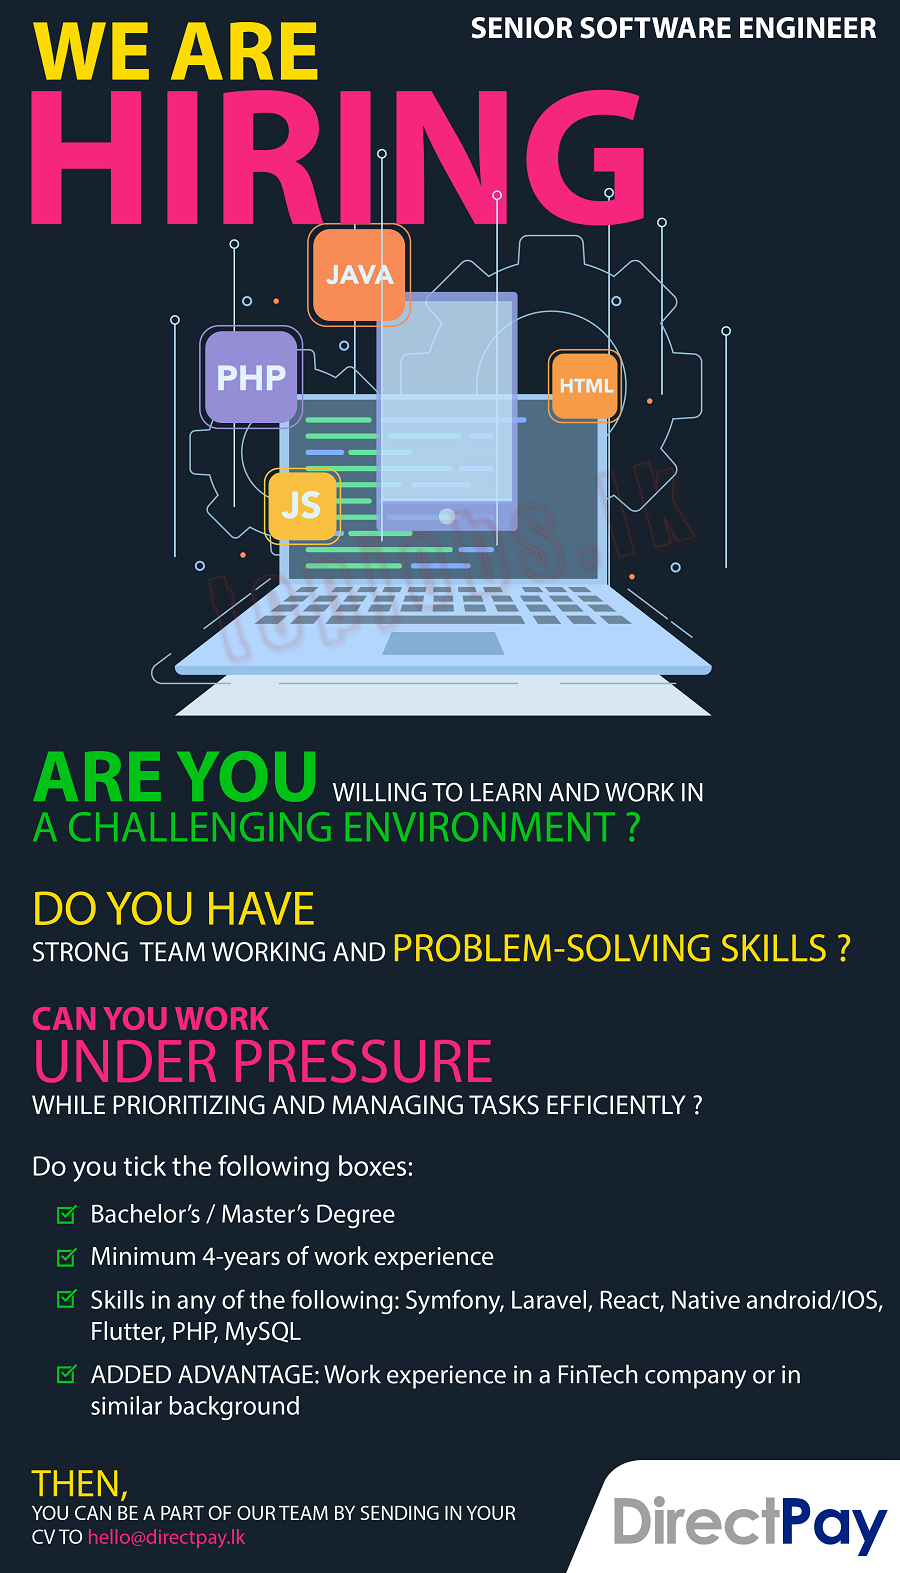 WE ARE
SENIOR SOFTWARE ENGINEER
HIRING
JAVA
PHP
HTML
JS
topjobs.lk
ARE YOU WILLING TO LEARN AND WORK IN
A CHALLENGING ENVIRONMENT ?
DO YOU HAVE
STRONG TEAM WORKING AND PROBLEM-SOLVING SKILLS ?
CAN YOU WORK
UNDER PRESSURE
WHILE PRIORITIZING AND MANAGING TASKS EFFICIENTLY ?
Do you tick the following boxes:
Bachelor’s / Master’s Degree
Minimum 4-years of work experience
Skills in any of the following: Symfony, Laravel, React, Native android/IOS,
Flutter, PHP, MySQL
ADDED ADVANTAGE: Work experience in a FinTech company or in
similar background
THEN,
YOU CAN BE A PART OF OUR TEAM BY SENDING IN YOUR
CV TO hello@directpay.lk
DirectPay